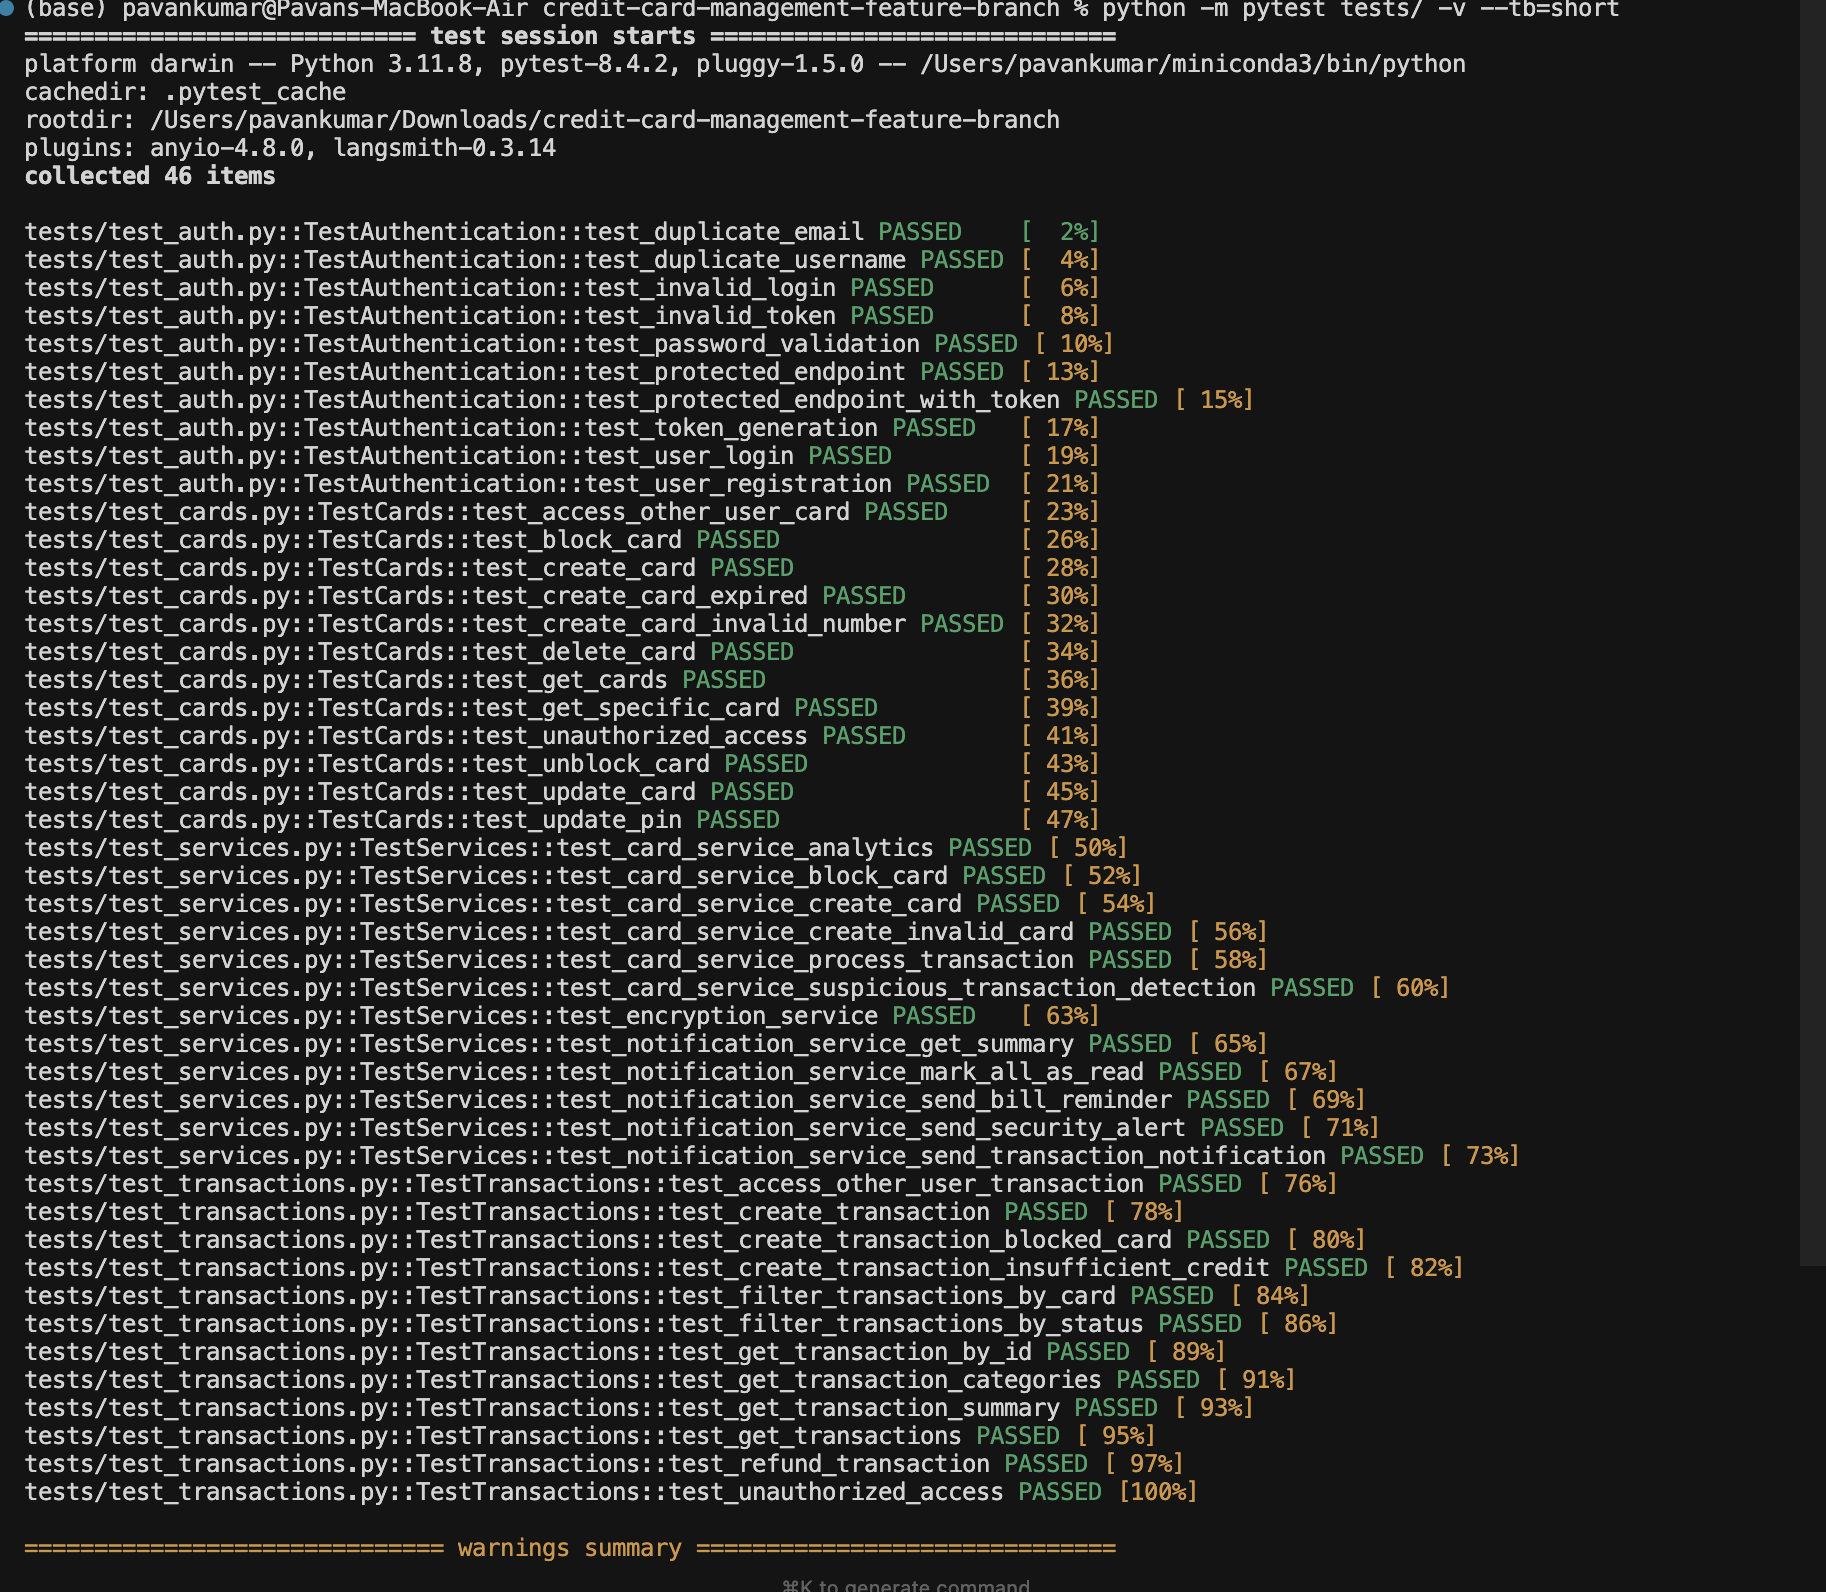 (base) pavankumar@Pavans-MacBook-Air credit-card-management-feature-branch % python -m pytest tests/ -v --tb=short
============================= test session starts =============================
platform darwin -- Python 3.11.8, pytest-8.4.2, pluggy-1.5.0 -- /Users/pavankumar/miniconda3/bin/python
cachedir: .pytest_cache
rootdir: /Users/pavankumar/Downloads/credit-card-management-feature-branch
plugins: anyio-4.8.0, langsmith-0.3.14
collected 46 items
tests/test_auth.py::TestAuthentication::test_duplicate_email PASSED    [  2%]
tests/test_auth.py::TestAuthentication::test_duplicate_username PASSED [  4%]
tests/test_auth.py::TestAuthentication::test_invalid_login PASSED      [  6%]
tests/test_auth.py::TestAuthentication::test_invalid_token PASSED      [  8%]
tests/test_auth.py::TestAuthentication::test_password_validation PASSED [ 10%]
tests/test_auth.py::TestAuthentication::test_protected_endpoint PASSED [ 13%]
tests/test_auth.py::TestAuthentication::test_protected_endpoint_with_token PASSED [ 15%]
tests/test_auth.py::TestAuthentication::test_token_generation PASSED   [ 17%]
tests/test_auth.py::TestAuthentication::test_user_login PASSED         [ 19%]
tests/test_auth.py::TestAuthentication::test_user_registration PASSED  [ 21%]
tests/test_cards.py::TestCards::test_access_other_user_card PASSED     [ 23%]
tests/test_cards.py::TestCards::test_block_card PASSED                 [ 26%]
tests/test_cards.py::TestCards::test_create_card PASSED                [ 28%]
tests/test_cards.py::TestCards::test_create_card_expired PASSED        [ 30%]
tests/test_cards.py::TestCards::test_create_card_invalid_number PASSED [ 32%]
tests/test_cards.py::TestCards::test_delete_card PASSED                [ 34%]
tests/test_cards.py::TestCards::test_get_cards PASSED                  [ 36%]
tests/test_cards.py::TestCards::test_get_specific_card PASSED          [ 39%]
tests/test_cards.py::TestCards::test_unauthorized_access PASSED        [ 41%]
tests/test_cards.py::TestCards::test_unblock_card PASSED               [ 43%]
tests/test_cards.py::TestCards::test_update_card PASSED                [ 45%]
tests/test_cards.py::TestCards::test_update_pin PASSED                 [ 47%]
tests/test_services.py::TestServices::test_card_service_analytics PASSED [ 50%]
tests/test_services.py::TestServices::test_card_service_block_card PASSED [ 52%]
tests/test_services.py::TestServices::test_card_service_create_card PASSED [ 54%]
tests/test_services.py::TestServices::test_card_service_create_invalid_card PASSED [ 56%]
tests/test_services.py::TestServices::test_card_service_process_transaction PASSED [ 58%]
tests/test_services.py::TestServices::test_card_service_suspicious_transaction_detection PASSED [ 60%]
tests/test_services.py::TestServices::test_encryption_service PASSED   [ 63%]
tests/test_services.py::TestServices::test_notification_service_get_summary PASSED [ 65%]
tests/test_services.py::TestServices::test_notification_service_mark_all_as_read PASSED [ 67%]
tests/test_services.py::TestServices::test_notification_service_send_bill_reminder PASSED [ 69%]
tests/test_services.py::TestServices::test_notification_service_send_security_alert PASSED [ 71%]
tests/test_services.py::TestServices::test_notification_service_send_transaction_notification PASSED [ 73%]
tests/test_transactions.py::TestTransactions::test_access_other_user_transaction PASSED [ 76%]
tests/test_transactions.py::TestTransactions::test_create_transaction PASSED [ 78%]
tests/test_transactions.py::TestTransactions::test_create_transaction_blocked_card PASSED [ 80%]
tests/test_transactions.py::TestTransactions::test_create_transaction_insufficient_credit PASSED [ 82%]
tests/test_transactions.py::TestTransactions::test_filter_transactions_by_card PASSED [ 84%]
tests/test_transactions.py::TestTransactions::test_filter_transactions_by_status PASSED [ 86%]
tests/test_transactions.py::TestTransactions::test_get_transaction_by_id PASSED [ 89%]
tests/test_transactions.py::TestTransactions::test_get_transaction_categories PASSED [ 91%]
tests/test_transactions.py::TestTransactions::test_get_transaction_summary PASSED [ 93%]
tests/test_transactions.py::TestTransactions::test_get_transactions PASSED [ 95%]
tests/test_transactions.py::TestTransactions::test_refund_transaction PASSED [ 97%]
tests/test_transactions.py::TestTransactions::test_unauthorized_access PASSED [100%]
============================== warnings summary ==============================
⌘K to generate command